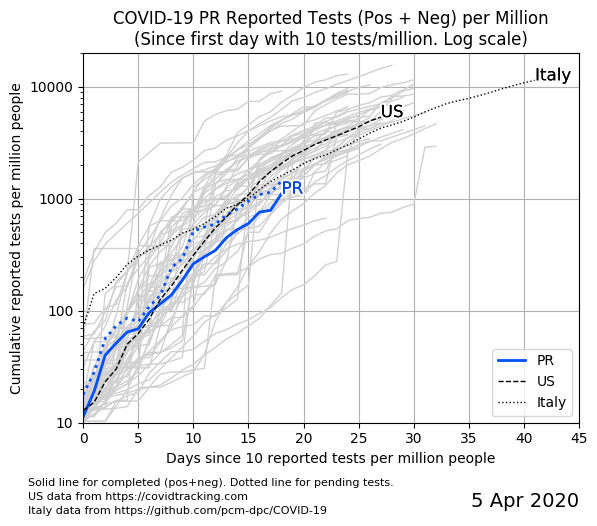 COVID-19 PR Reported Tests (Pos + Neg) per Million
(Since first day with 10 tests/million. Log scale)
Cumulative reported tests per million people
10000
1000
100
10
Italy
US
PR
PR
US
Italy
0 5 10 15 20 25 30 35 40 45
Days since 10 reported tests per million people
Solid line for completed (pos+neg). Dotted line for pending tests.
US data from https://covidtracking.com
Italy data from https://github.com/pcm-dpc/COVID-19
5 Apr 2020